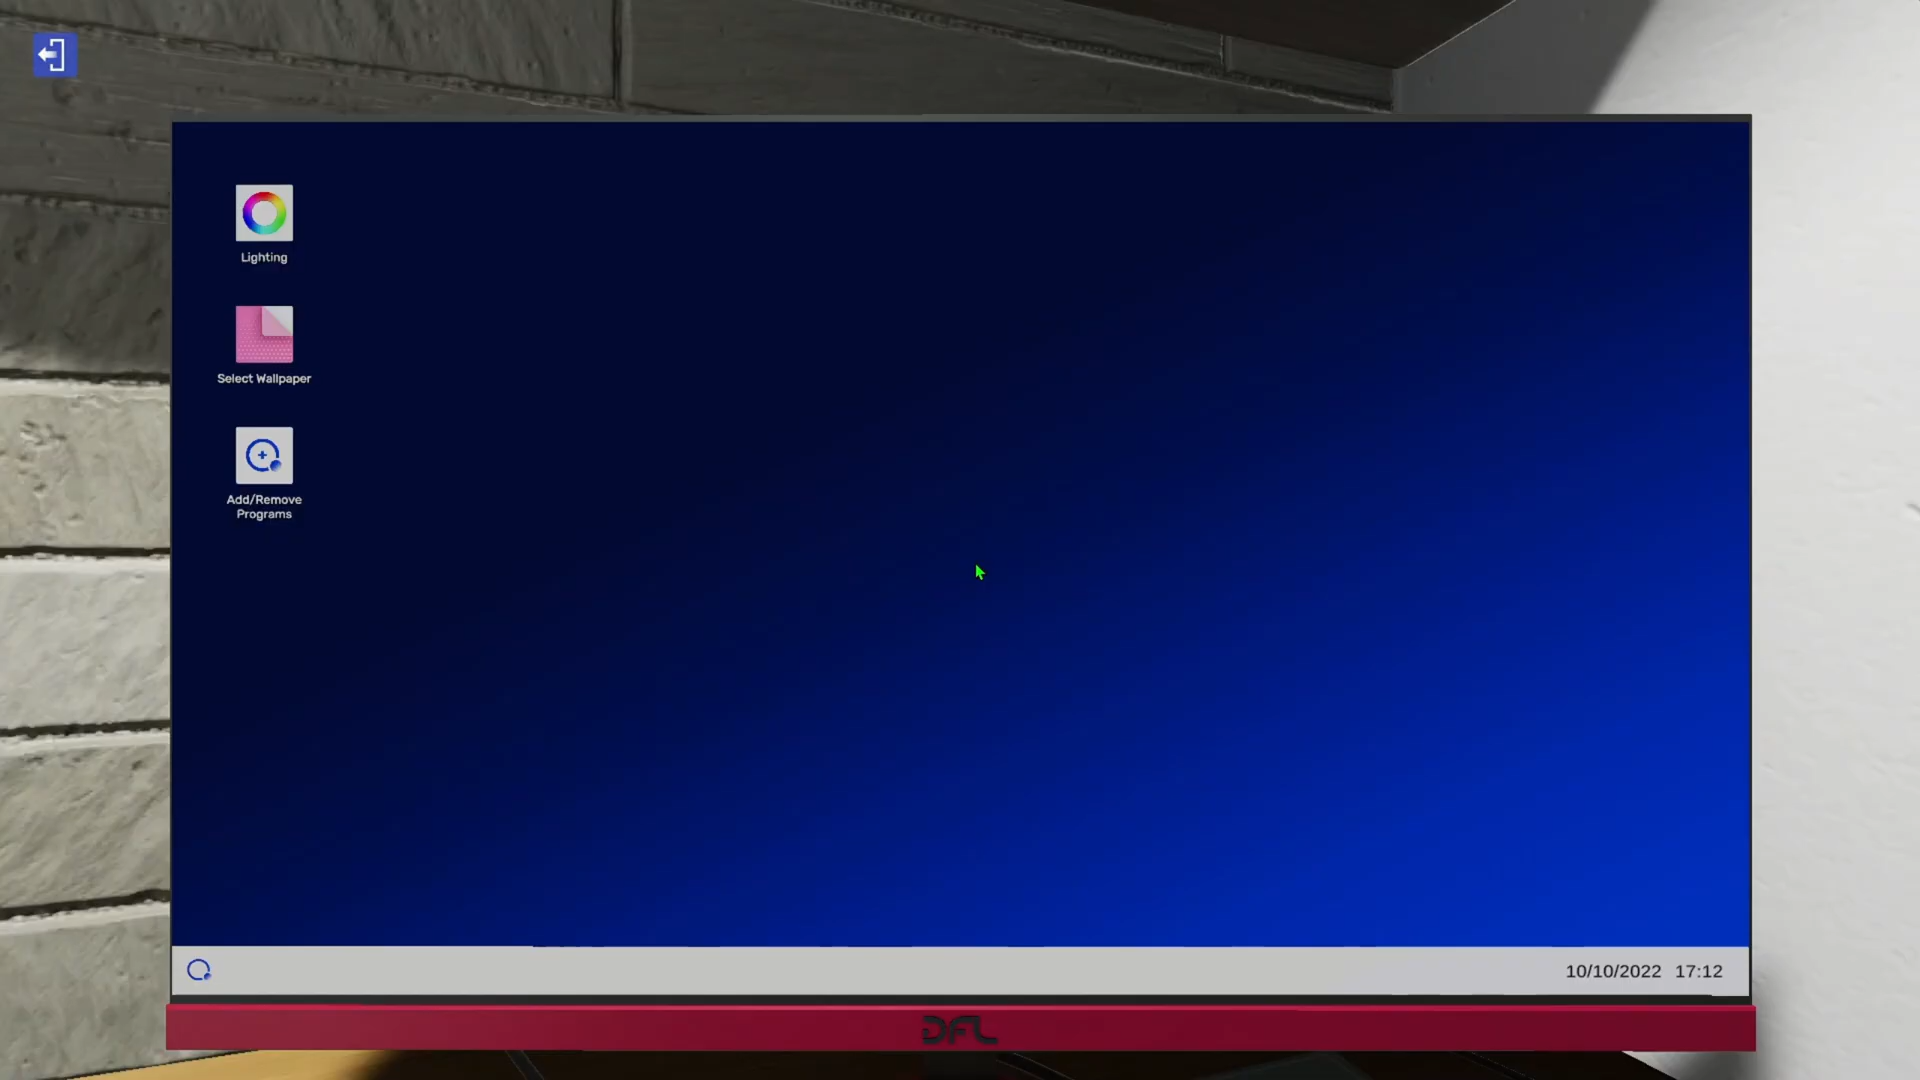 Lighting
Select Wallpaper
Add/Remove
Programs
10/10/2022 17:12
DFL